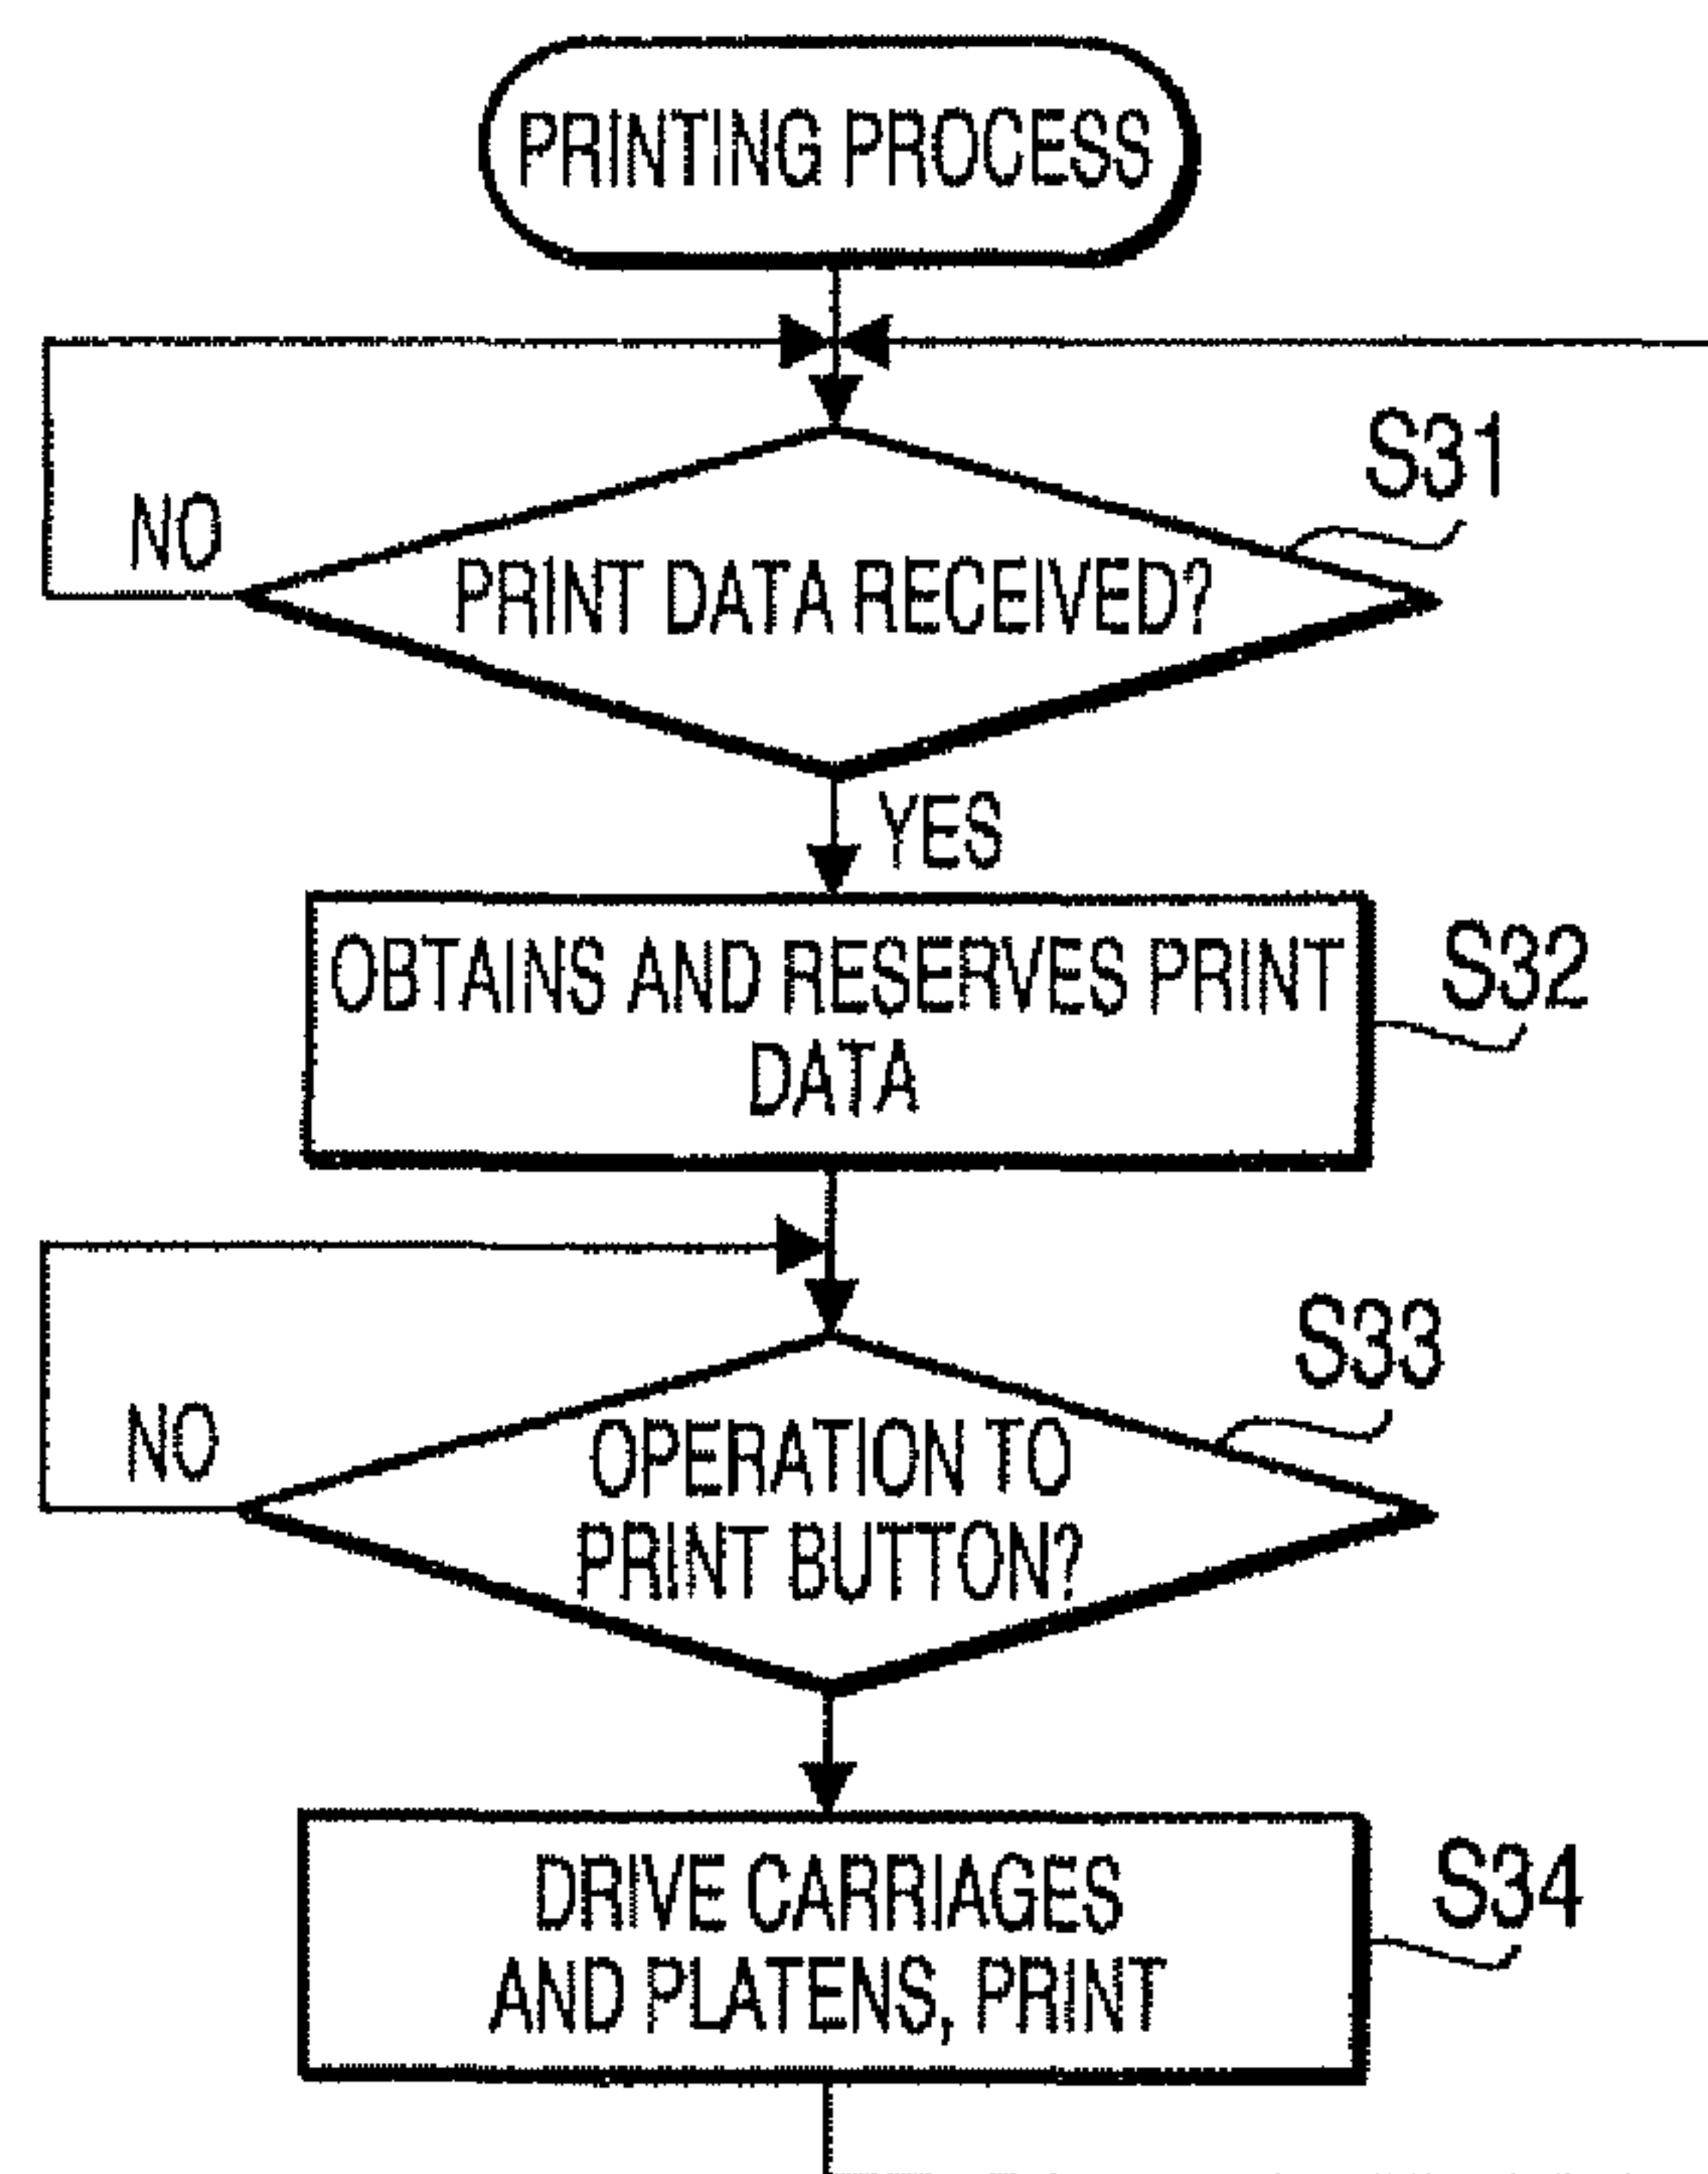 PRINTING PROCESS
S31
NO
PRINT DATA RECEIVED?
YES
OBTAINS AND RESERVES PRINT
DATA
S32
S33
NO
OPERATION TO
PRINT BUTTON?
DRIVE CARRIAGES
AND PLATENS, PRINT
S34